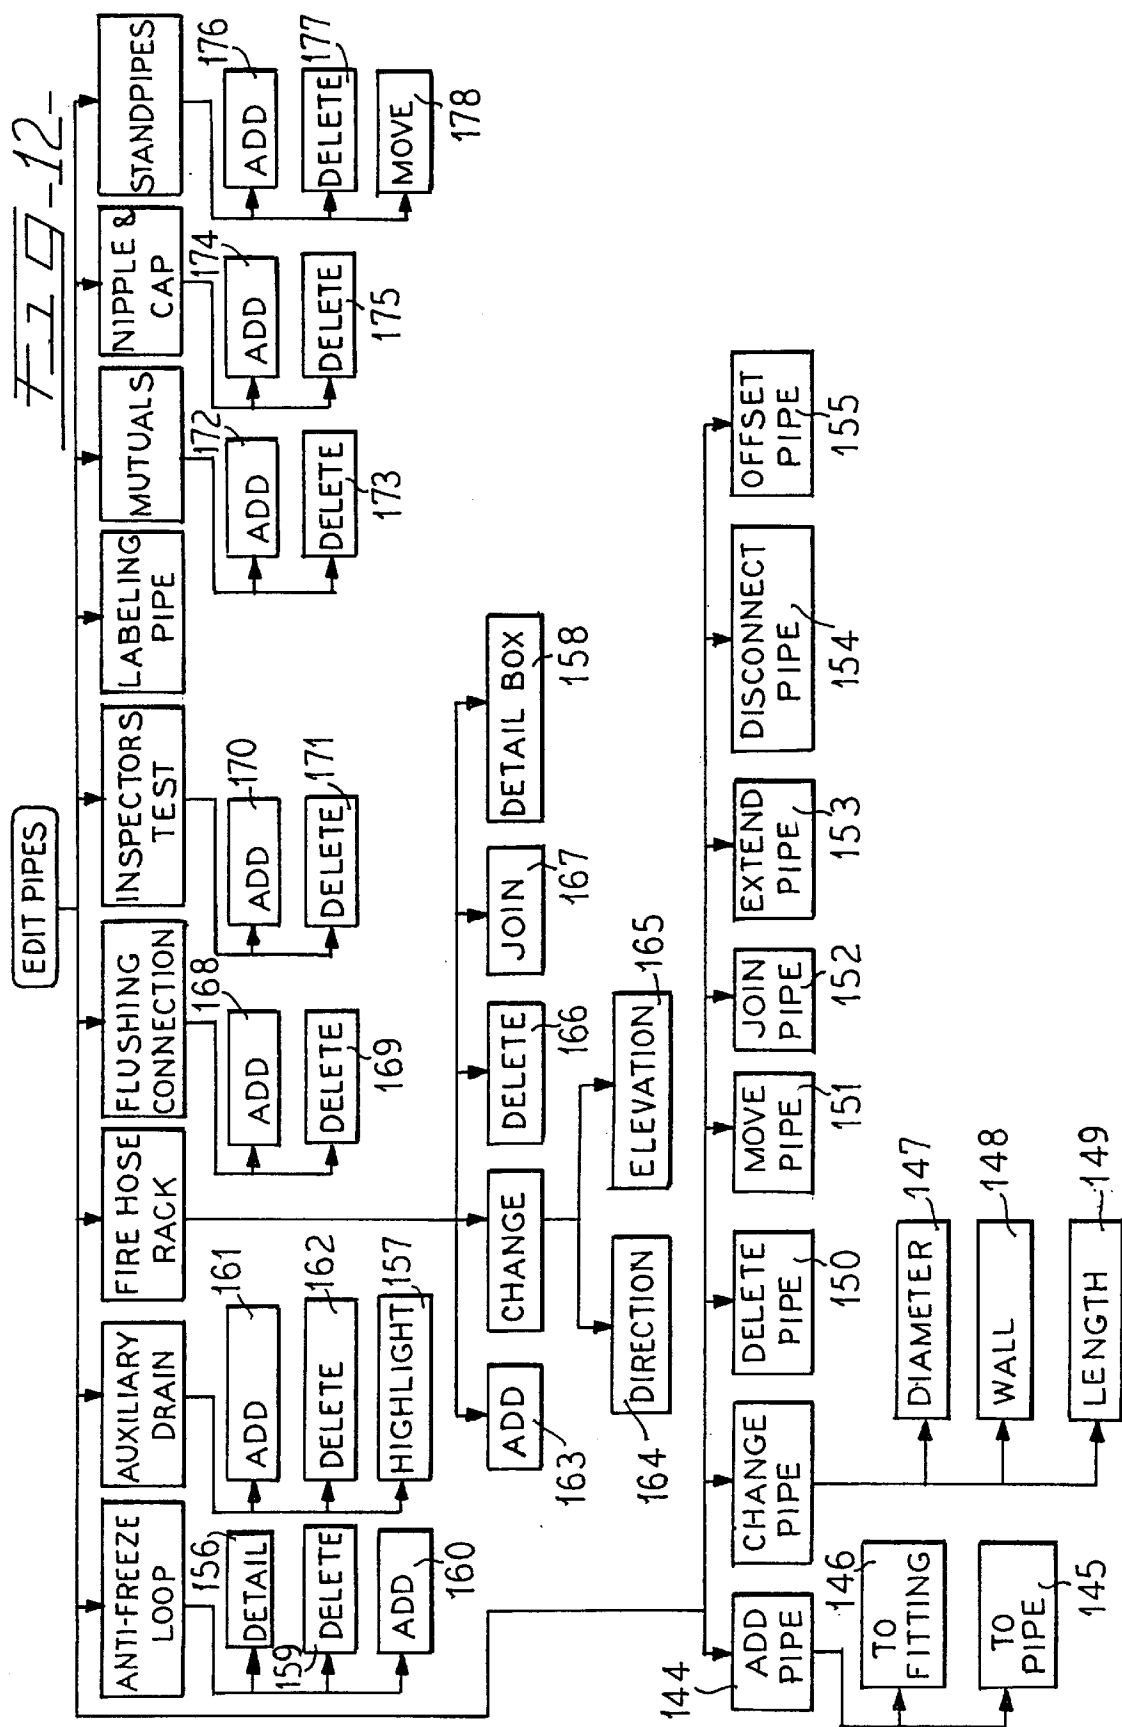 Fig-12-
EDIT PIPES
ANTI-FREEZE
LOOP
AUXILIARY
DRAIN
FIRE HOSE
RACK
FLUSHING
CONNECTION
INSPECTORS
TEST
LABELING
PIPE
MUTUALS
NIPPLE &
CAP
STANDPIPES
156
DETAIL
159
DELETE
ADD
160
161
ADD
162
DELETE
157
HIGHLIGHT
168
ADD
DELETE
169
170
ADD
171
DELETE
172
ADD
DELETE
173
174
ADD
DELETE
175
176
ADD
177
DELETE
MOVE
178
ADD
163
CHANGE
DELETE
166
JOIN
167
DETAIL BOX
158
DIRECTION
164
ELEVATION
165
144
ADD
PIPE
CHANGE
PIPE
DELETE
PIPE
150
MOVE
PIPE
151
JOIN
PIPE
152
EXTEND
PIPE
153
DISCONNECT
PIPE
154
OFFSET
PIPE
155
146
TO
FITTING
TO
PIPE
145
DIAMETER
147
WALL
148
LENGTH
149